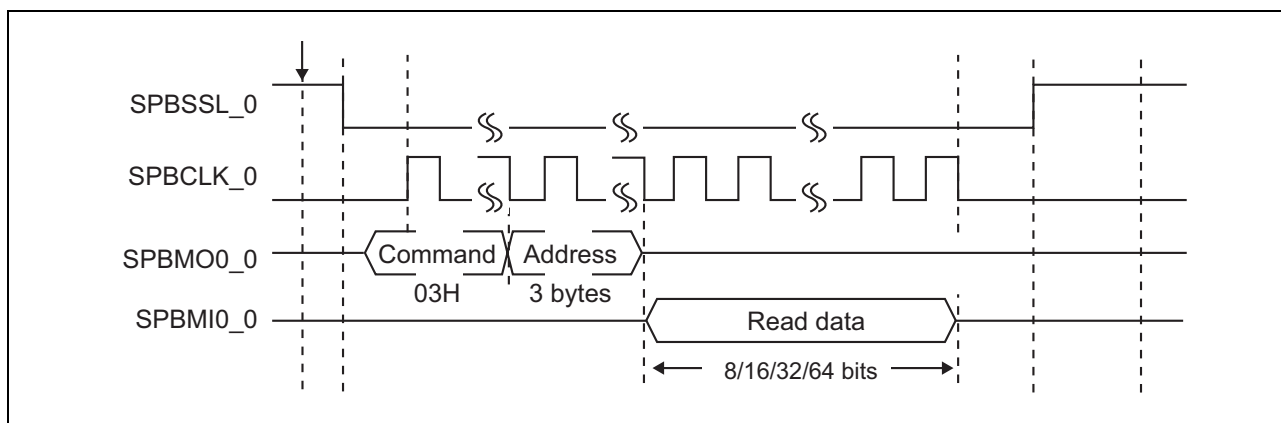 SPBSSL_0
SPBCLK_0
SPBMO0_0 Command Address
03H 3 bytes
SPBMI0_0 Read data
8/16/32/64 bits